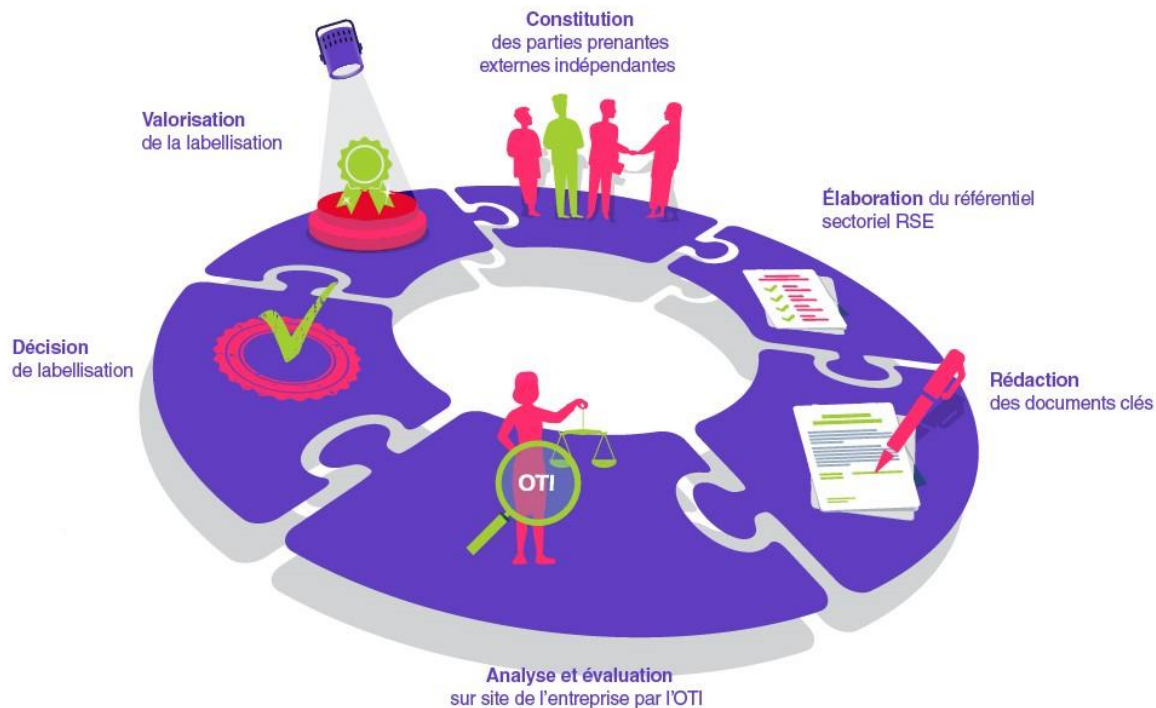 Constitution
des parties prenantes
externes indépendantes
Valorisation
de la labellisation
Élaboration du référentiel
sectoriel RSE
Décision
de labellisation
Rédaction
des documents clés
OTI
Analyse et évaluation
sur site de l'entreprise par l'OTI